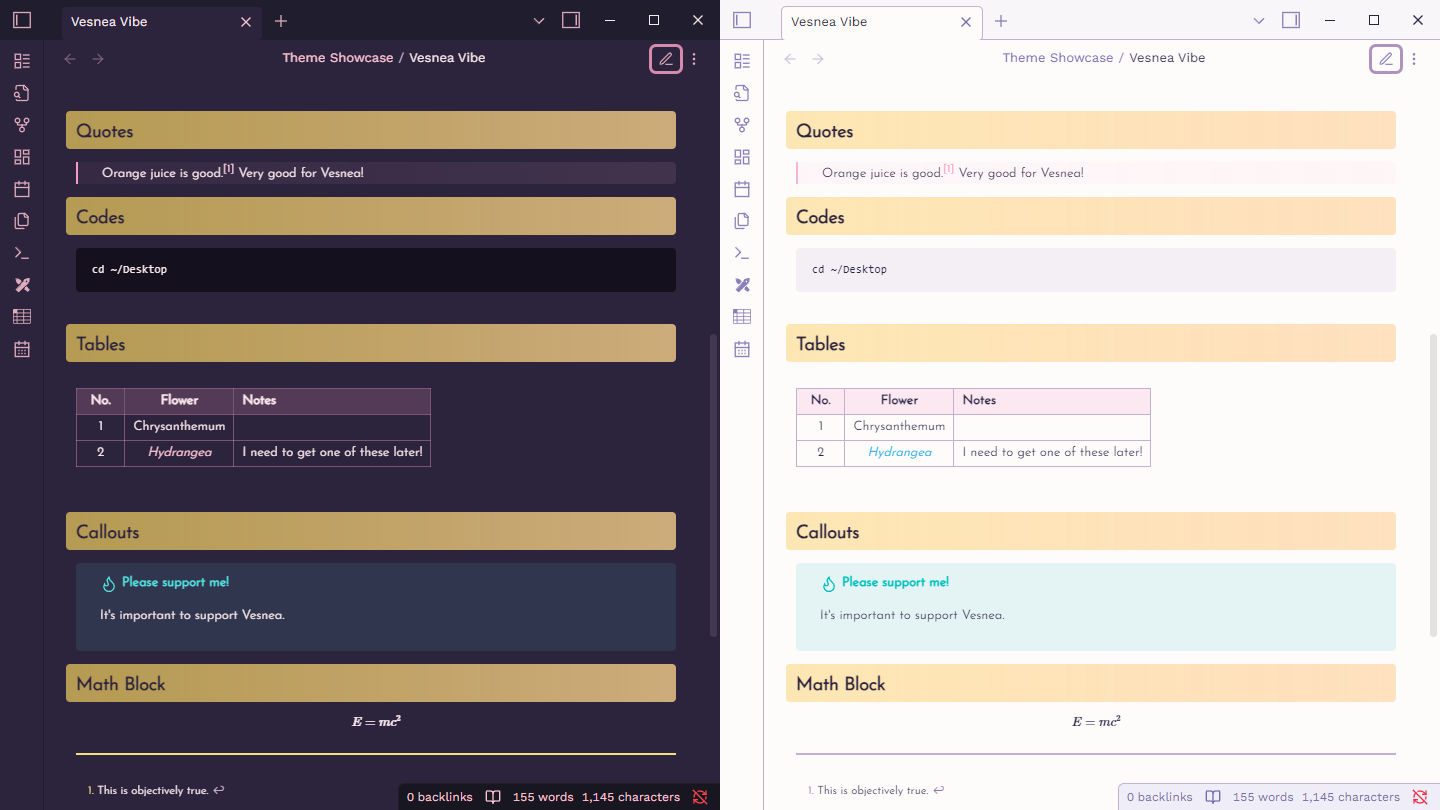 Vesnea Vibe
Theme Showcase / Vesnea Vibe
Quotes
Orange juice is good.[1] Very good for Vesnea!
Codes
cd ~/Desktop
Tables
No. Flower Notes
1 Chrysanthemum
2 Hydrangea I need to get one of these later!
Callouts
Please support me!
It's important to support Vesnea.
Math Block
E = mc²
1. This is objectively true. ↩
0 backlinks 155 words 1,145 characters
Vesnea Vibe
Theme Showcase / Vesnea Vibe
Quotes
Orange juice is good.[1] Very good for Vesnea!
Codes
cd ~/Desktop
Tables
No. Flower Notes
1 Chrysanthemum
2 Hydrangea I need to get one of these later!
Callouts
Please support me!
It's important to support Vesnea.
Math Block
E = mc²
1. This is objectively true. ↩
0 backlinks 155 words 1,145 characters